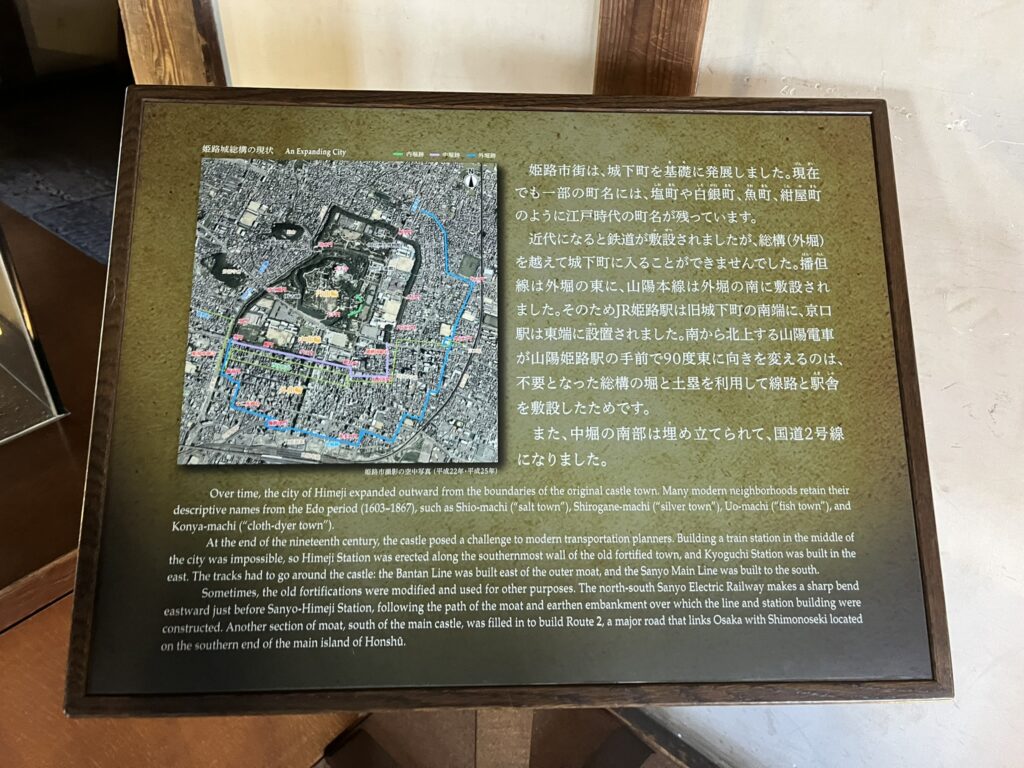 姫路城総構の現状 An Expanding City
内堀跡 中堀跡 外堀跡
姫路市撮影の空中写真（平成22年・平成25年）
姫路市街は、城下町を基礎に発展しました。現在
でも一部の町名には、塩町や白銀町、魚町、紺屋町
のように江戸時代の町名が残っています。
近代になると鉄道が敷設されましたが、総構（外堀）
を越えて城下町に入ることができませんでした。播但
線は外堀の東に、山陽本線は外堀の南に敷設され
ました。そのためJR姫路駅は旧城下町の南端に、京口
駅は東端に設置されました。南から北上する山陽電車
が山陽姫路駅の手前で90度東に向きを変えるのは、
不要となった総構の堀と土塁を利用して線路と駅舎
を敷設したためです。
また、中堀の南部は埋め立てられて、国道2号線
になりました。
Over time, the city of Himeji expanded outward from the boundaries of the original castle town. Many modern neighborhoods retain their
descriptive names from the Edo period (1603–1867), such as Shio-machi (“salt town”), Shirogane-machi (“silver town”), Uo-machi (“fish town”), and
Konya-machi (“cloth-dyer town”).
At the end of the nineteenth century, the castle posed a challenge to modern transportation planners. Building a train station in the middle of
the city was impossible, so Himeji Station was erected along the southernmost wall of the old fortified town, and Kyoguchi Station was built in the
east. The tracks had to go around the castle: the Bantan Line was built east of the outer moat, and the Sanyo Main Line was built to the south.
Sometimes, the old fortifications were modified and used for other purposes. The north-south Sanyo Electric Railway makes a sharp bend
eastward just before Sanyo-Himeji Station, following the path of the moat and earthen embankment over which the line and station building were
constructed. Another section of moat, south of the main castle, was filled in to build Route 2, a major road that links Osaka with Shimonoseki located
on the southern end of the main island of Honshū.